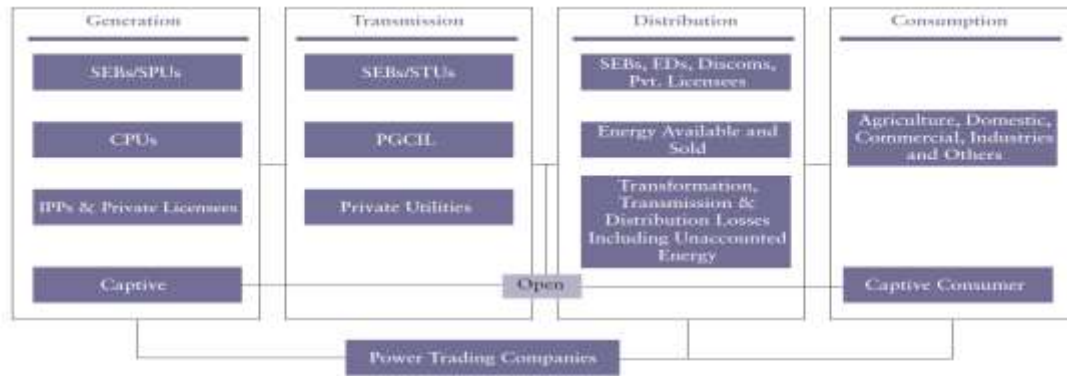 Generation
SEBs/SPUs
CPUs
IPPs & Private Licensees
Captive
Transmission
SEBs/STUs
PGCIL
Private Utilities
Open
Distribution
SEBs, EDs, Discoms,
Pvt. Licensees
Energy Available and
Sold
Transformation,
Transmission &
Distribution Losses
Including Unaccounted
Energy
Consumption
Agriculture, Domestic,
Commercial, Industries
and Others
Captive Consumer
Power Trading Companies